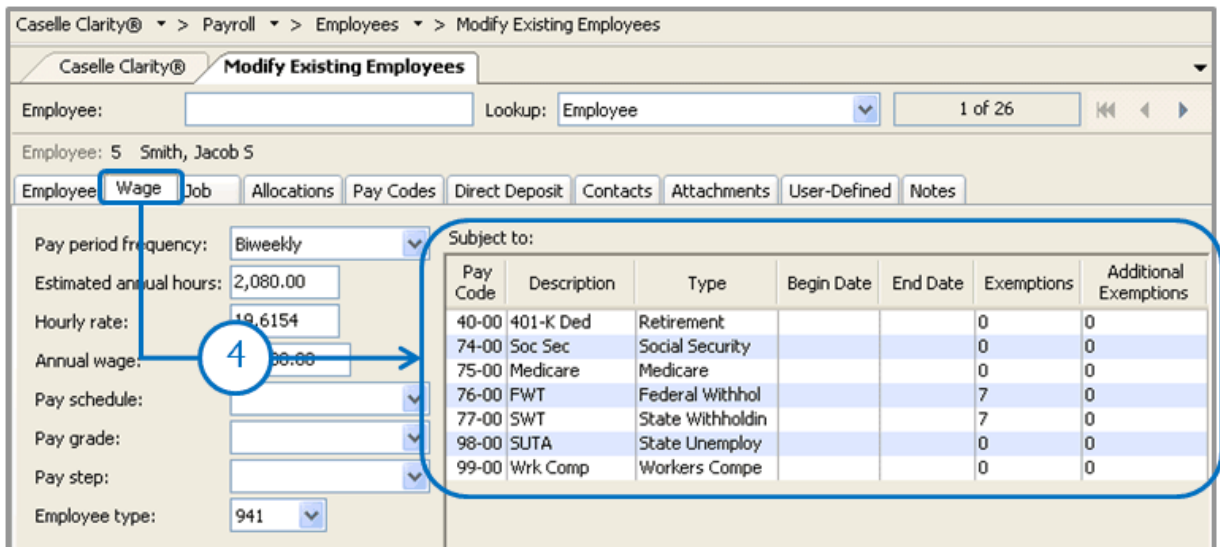 Caselle Clarity® > Payroll > Employees > Modify Existing Employees
Caselle Clarity® Modify Existing Employees
Employee: Lookup: Employee 1 of 26
Employee: 5 Smith, Jacob S
Employee Wage Job Allocations Pay Codes Direct Deposit Contacts Attachments User-Defined Notes
Pay period frequency: Biweekly
Estimated annual hours: 2,080.00
Hourly rate: 19.6154
Annual wage:
Pay schedule:
Pay grade:
Pay step:
Employee type: 941
4
Subject to:
Pay Code Description Type Begin Date End Date Exemptions Additional Exemptions
40-00 401-K Ded Retirement 0 0
74-00 Soc Sec Social Security 0 0
75-00 Medicare Medicare 0 0
76-00 FWT Federal Withhol 7 0
77-00 SWT State Withholdin 7 0
98-00 SUTA State Unemploy 0 0
99-00 Wrk Comp Workers Compe 0 0